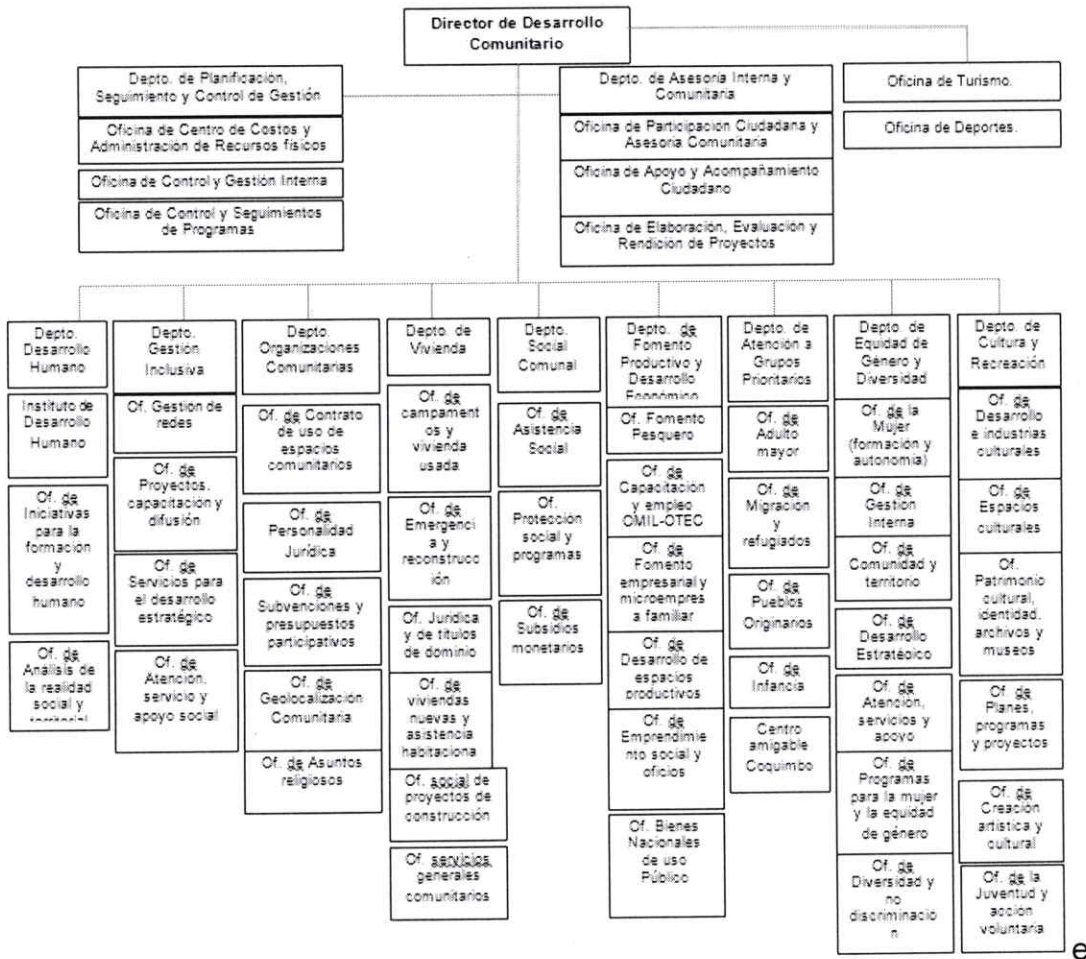 Director de Desarrollo
Comunitario
Depto. de Planificación,
Seguimiento y Control de Gestión
Oficina de Centro de Costos y
Administración de Recursos físicos
Oficina de Control y Gestión Interna
Oficina de Control y Seguimientos
de Programas
Depto. de Asesoría Interna y
Comunitaria
Oficina de Participación Ciudadana y
Asesoría Comunitaria
Oficina de Apoyo y Acompañamiento
Ciudadano
Oficina de Elaboración, Evaluación y
Rendición de Proyectos
Oficina de Turismo.
Oficina de Deportes.
Depto.
Desarrollo
Humano
Instituto de
Desarrollo
Humano
Of. de
Iniciativas
para la
formación
y
desarrollo
humano
Of. de
Análisis de
la realidad
social y
territorial
Depto.
Gestión
Inclusiva
Of. Gestión de
redes
Of. de
Proyectos,
capacitación y
difusión
Of. de
Servicios para
el desarrollo
estratégico
Of. de
Atención,
servicio y
apoyo social
Depto.
Organizaciones
Comunitarias
Of. de Contrato
de uso de
espacios
comunitarios
Of. de
Personalidad
Jurídica
Of. de
Subvenciones y
presupuestos
participativos
Of. de
Geolocalización
Comunitaria
Of. de Asuntos
religiosos
Depto. de
Vivienda
Of. de
campament
os y
vivienda
usada
Of. de
Emergenci
a y
reconstrucc
ión
Of. Jurídica
y de títulos
de dominio
Of. de
viviendas
nuevas y
asistencia
habitaciona
Of. social de
proyectos de
construcción
Of. servicios
generales
comunitarios
Depto.
Social
Comunal
Of. de
Asistencia
Social
Of.
Protección
social y
programas
Of. de
Subsidios
monetarios
Depto. de
Fomento
Productivo y
Desarrollo
Económico
Of. Fomento
Pesquero
Of. de
Capacitación
y empleo
OMIL-OTEC
Of. de
Fomento
empresarial y
microempres
a familiar
Of. de
Desarrollo de
espacios
productivos
Of. de
Emprendimie
nto social y
oficios
Of. Bienes
Nacionales
de uso
Público
Depto. de
Atención a
Grupos
Prioritarios
Of. de
Adulto
mayor
Of. de
Migración
y
refugiados
Of. de
Pueblos
Originarios
Of. de
Infancia
Centro
amigable
Coquimbo
Depto. de
Equidad de
Género y
Diversidad
Of. de la
Mujer
(formación y
autonomía)
Of. de
Gestión
Interna
Of. de
Comunidad y
territorio
Of. de
Desarrollo
Estratégico
Of. de
Atención,
servicios y
apoyo
Of. de
Programas
para la mujer
y la equidad
de género
Of. de
Diversidad y
no
discriminació
n
Depto. de
Cultura y
Recreación
Of. de
Desarrollo
e industrias
culturales
Of. de
Espacios
culturales
Of.
Patrimonio
cultural,
identidad,
archivos y
museos
Of. de
Planes,
programas
y proyectos
Of. de
Creación
artística y
cultural
Of. de la
Juventud y
acción
voluntaria
e